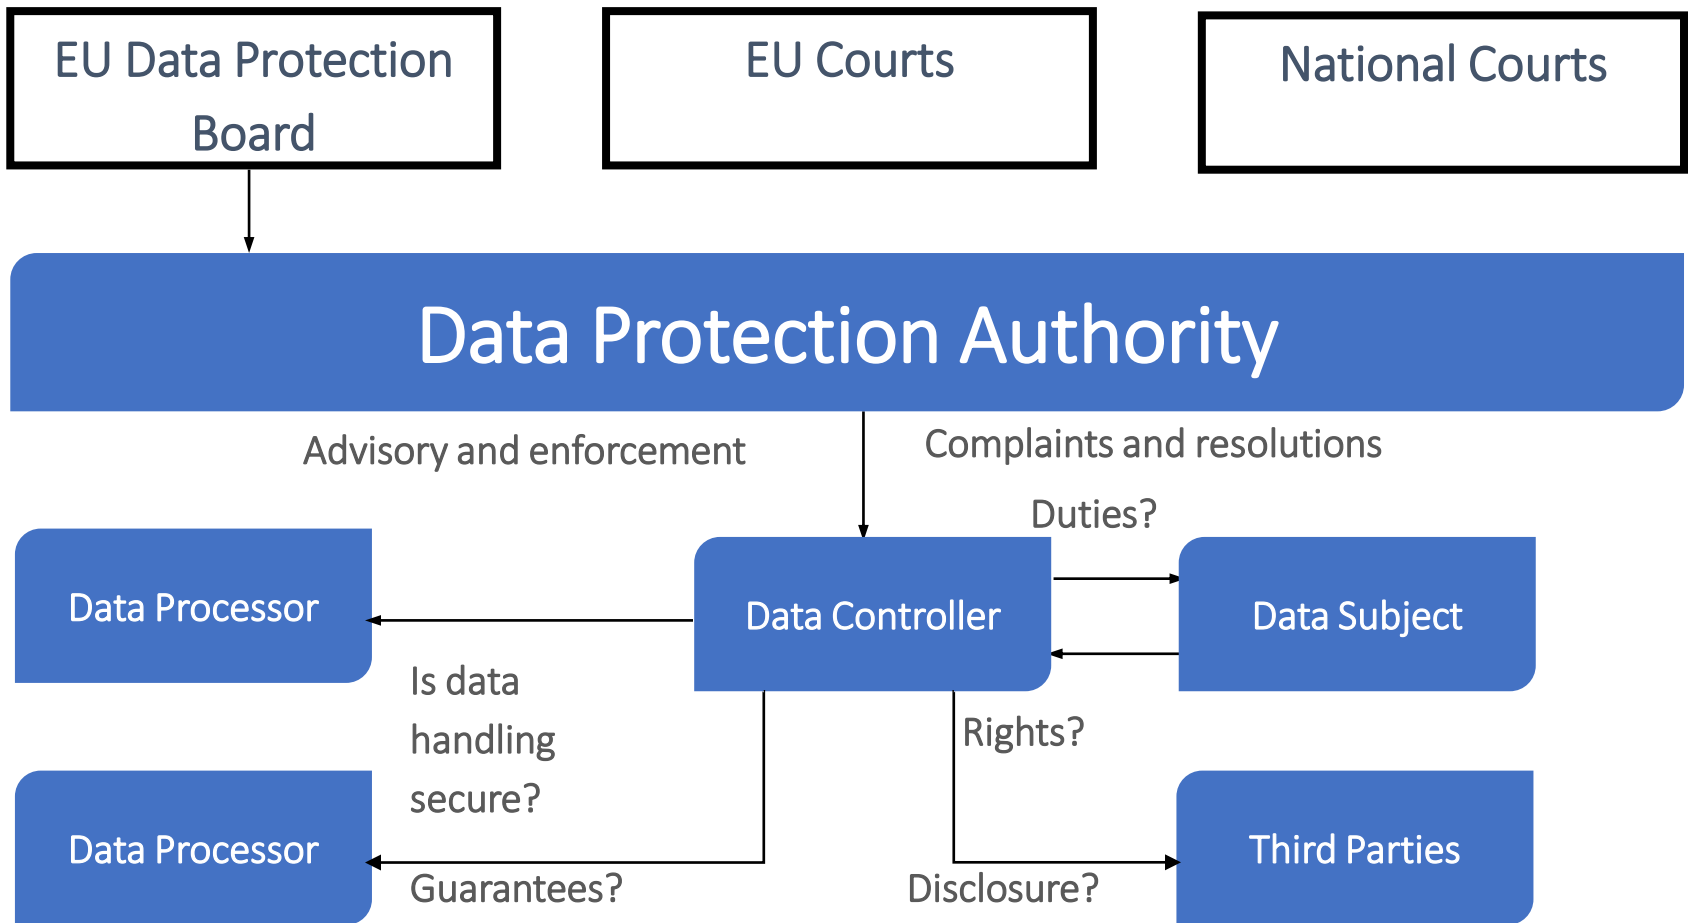 EU Data Protection
Board
EU Courts
National Courts
Data Protection Authority
Advisory and enforcement
Complaints and resolutions
Duties?
Data Processor
Data Controller
Data Subject
Is data
handling
secure?
Rights?
Data Processor
Third Parties
Guarantees?
Disclosure?